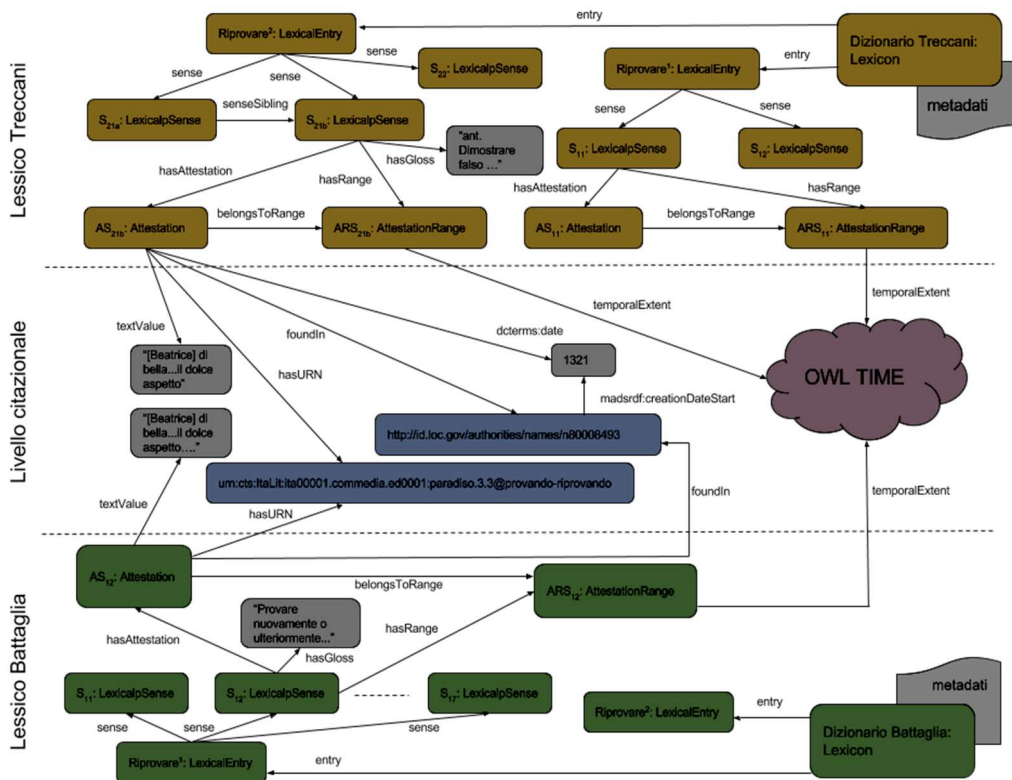 Lessico Treccani
entry
Riprovare²: LexicalEntry
Dizionario Treccani:
Lexicon
entry
sense
sense
sense
S₂₂: LexicalpSense
Riprovare¹: LexicalEntry
metadati
sense
sense
S₂₁ₐ: LexicalpSense
senseSibling
S₂₁b: LexicalpSense
"ant.
Dimostrare
falso ..."
S₁₁: LexicalpSense
S₁₂: LexicalpSense
hasGloss
hasAttestation
hasRange
hasAttestation
hasRange
AS₂₁b: Attestation
belongsToRange
ARS₂₁b: AttestationRange
AS₁₁: Attestation
belongsToRange
ARS₁₁: AttestationRange
Livello citazionale
temporalExtent
temporalExtent
textValue
foundIn
dcterms:date
"[Beatrice] di
bella...il dolce
aspetto"
hasURN
1321
OWL TIME
madsrdf:creationDateStart
"[Beatrice] di
bella...il dolce
aspetto...."
http://id.loc.gov/authorities/names/n80008493
urn:cts:ItaLit:ita00001.commedia.ed0001:paradiso.3.3@provando-riprovando
foundIn
temporalExtent
textValue
hasURN
Lessico Battaglia
AS₁₂: Attestation
belongsToRange
ARS₁₂: AttestationRange
"Provare
nuovamente o
ulteriormente..."
hasAttestation
hasRange
hasGloss
S₁₁: LexicalpSense
S₁₂: LexicalpSense
S₁₇: LexicalpSense
metadati
sense
sense
sense
Riprovare²: LexicalEntry
entry
Dizionario Battaglia:
Lexicon
Riprovare¹: LexicalEntry
entry